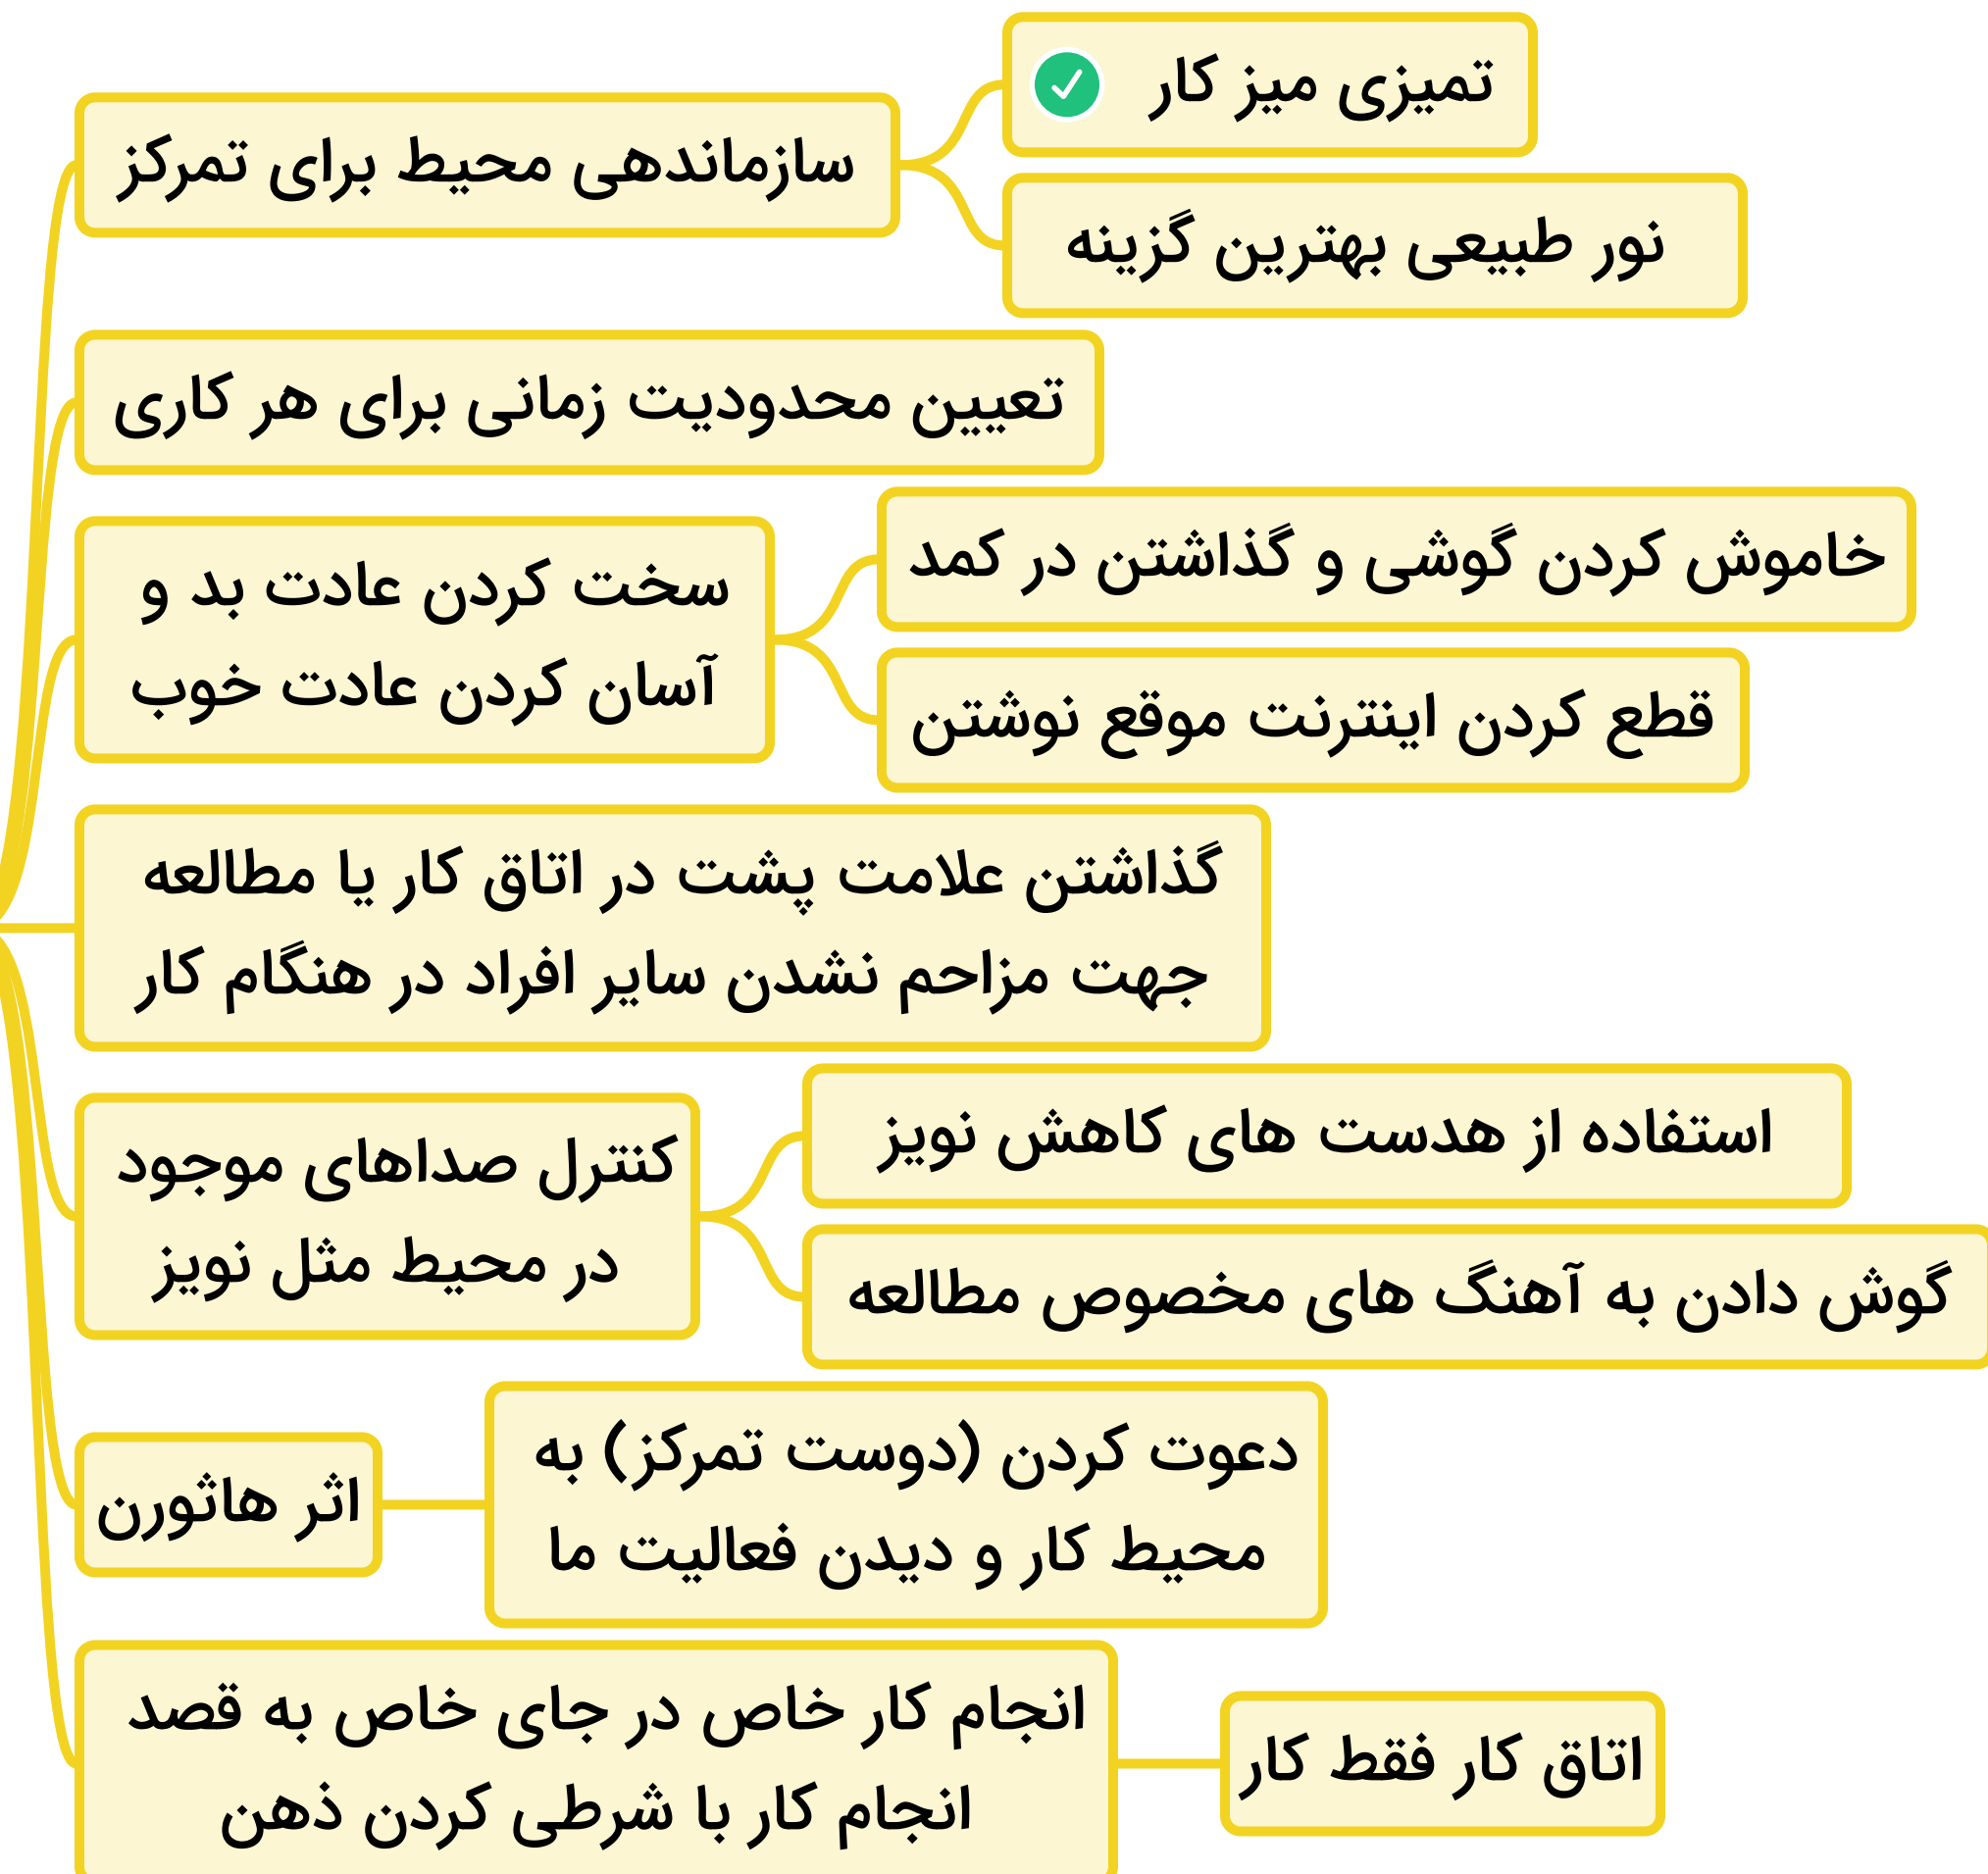 سازماندهی محیط برای تمرکز
تمیزی میز کار
نور طبیعی بهترین گزینه
تعیین محدودیت زمانی برای هر کاری
سخت کردن عادت بد و
آسان کردن عادت خوب
خاموش کردن گوشی و گذاشتن در کمد
قطع کردن اینترنت موقع نوشتن
گذاشتن علامت پشت در اتاق کار یا مطالعه
جهت مزاحم نشدن سایر افراد در هنگام کار
کنترل صداهای موجود
در محیط مثل نویز
استفاده از هدست های کاهش نویز
گوش دادن به آهنگ های مخصوص مطالعه
اثر هاثورن
دعوت کردن (دوست تمرکز) به
محیط کار و دیدن فعالیت ما
انجام کار خاص در جای خاص به قصد
انجام کار با شرطی کردن ذهن
اتاق کار فقط کار